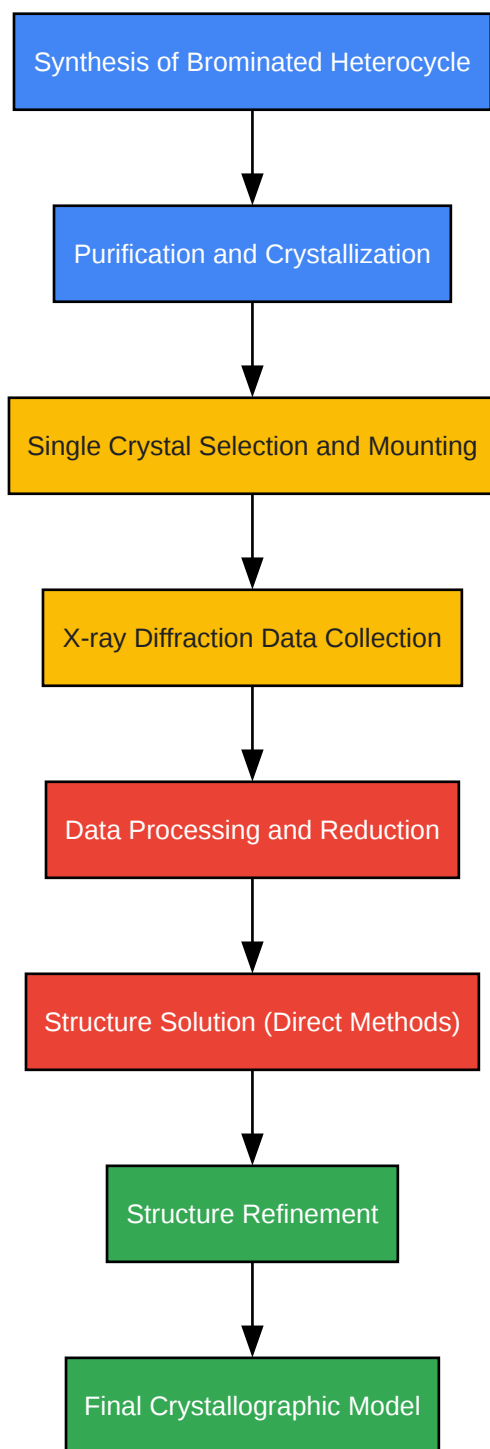 Synthesis of Brominated Heterocycle
Purification and Crystallization
Single Crystal Selection and Mounting
X-ray Diffraction Data Collection
Data Processing and Reduction
Structure Solution (Direct Methods)
Structure Refinement
Final Crystallographic Model